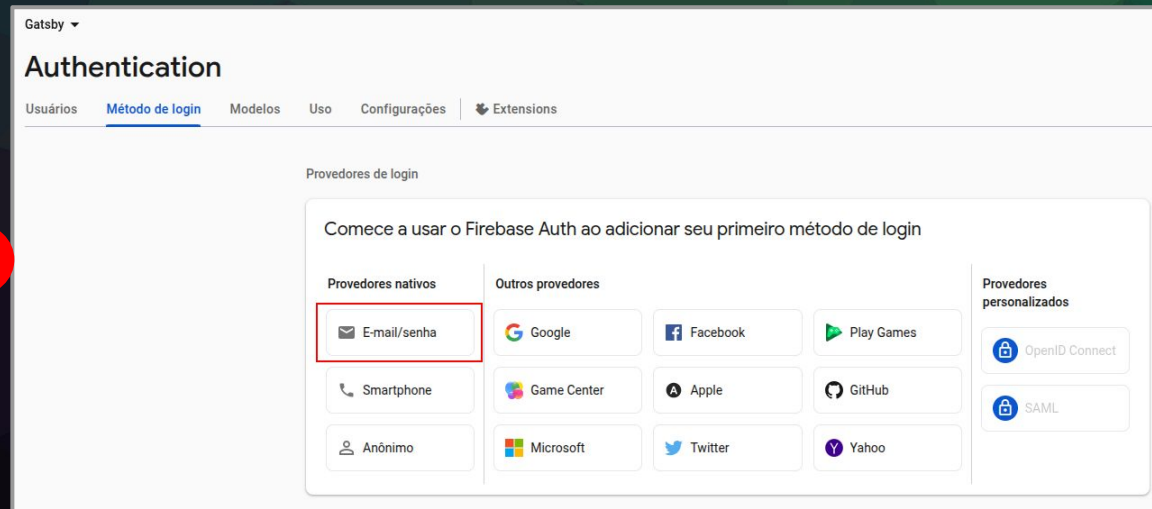 Gatsby
Authentication
Usuários Método de login Modelos Uso Configurações Extensions
Provedores de login
Comece a usar o Firebase Auth ao adicionar seu primeiro método de login
Provedores nativos
E-mail/senha
Smartphone
Anônimo
Outros provedores
Google Facebook Play Games
Game Center Apple GitHub
Microsoft Twitter Yahoo
Provedores
personalizados
OpenID Connect
SAML